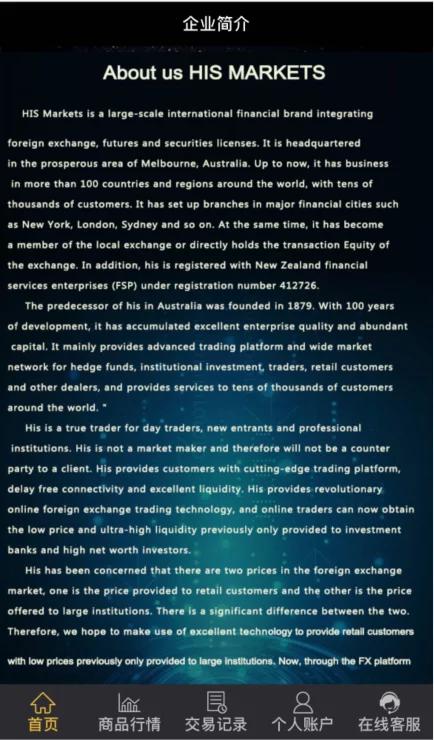 企业简介
About us HIS MARKETS
HIS Markets is a large-scale international financial brand integrating
foreign exchange, futures and securities licenses. It is headquartered
in the prosperous area of Melbourne, Australia. Up to now, it has business
in more than 100 countries and regions around the world, with tens of
thousands of customers. It has set up branches in major financial cities such
as New York, London, Sydney and so on. At the same time, it has become
a member of the local exchange or directly holds the transaction Equity of
the exchange. In addition, his is registered with New Zealand financial
services enterprises (FSP) under registration number 412726.
The predecessor of his in Australia was founded in 1879. With 100 years
of development, it has accumulated excellent enterprise quality and abundant
capital. It mainly provides advanced trading platform and wide market
network for hedge funds, institutional investment, traders, retail customers
and other dealers, and provides services to tens of thousands of customers
around the world. "
His is a true trader for day traders, new entrants and professional
institutions. His is not a market maker and therefore will not be a counter
party to a client. His provides customers with cutting-edge trading platform,
delay free connectivity and excellent liquidity. His provides revolutionary
online foreign exchange trading technology, and online traders can now obtain
the low price and ultra-high liquidity previously only provided to investment
banks and high net worth investors.
His has been concerned that there are two prices in the foreign exchange
market, one is the price provided to retail customers and the other is the price
offered to large institutions. There is a significant difference between the two.
Therefore, we hope to make use of excellent technology to provide retail customers
with low prices previously only provided to large institutions. Now, through the FX platform
首页 商品行情 交易记录 个人账户 在线客服